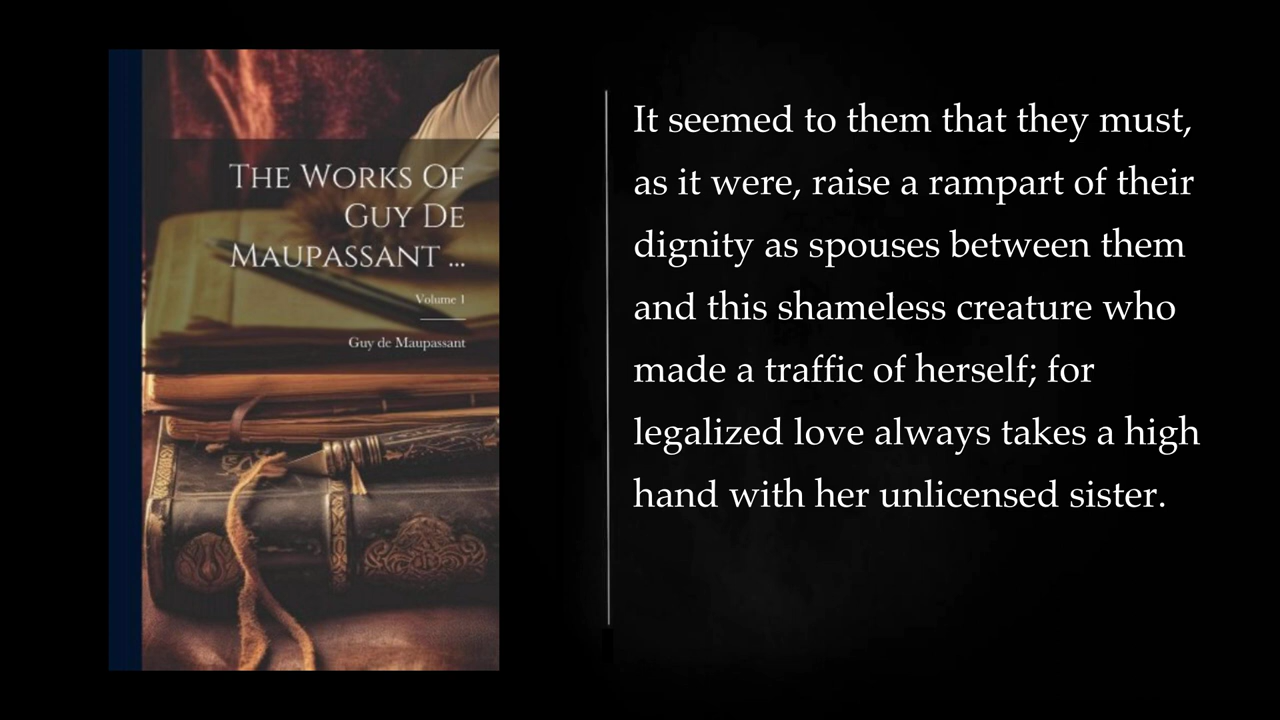 THE WORKS OF
GUY DE
MAUPASSANT ...
Volume 1
Guy de Maupassant
It seemed to them that they must,
as it were, raise a rampart of their
dignity as spouses between them
and this shameless creature who
made a traffic of herself; for
legalized love always takes a high
hand with her unlicensed sister.